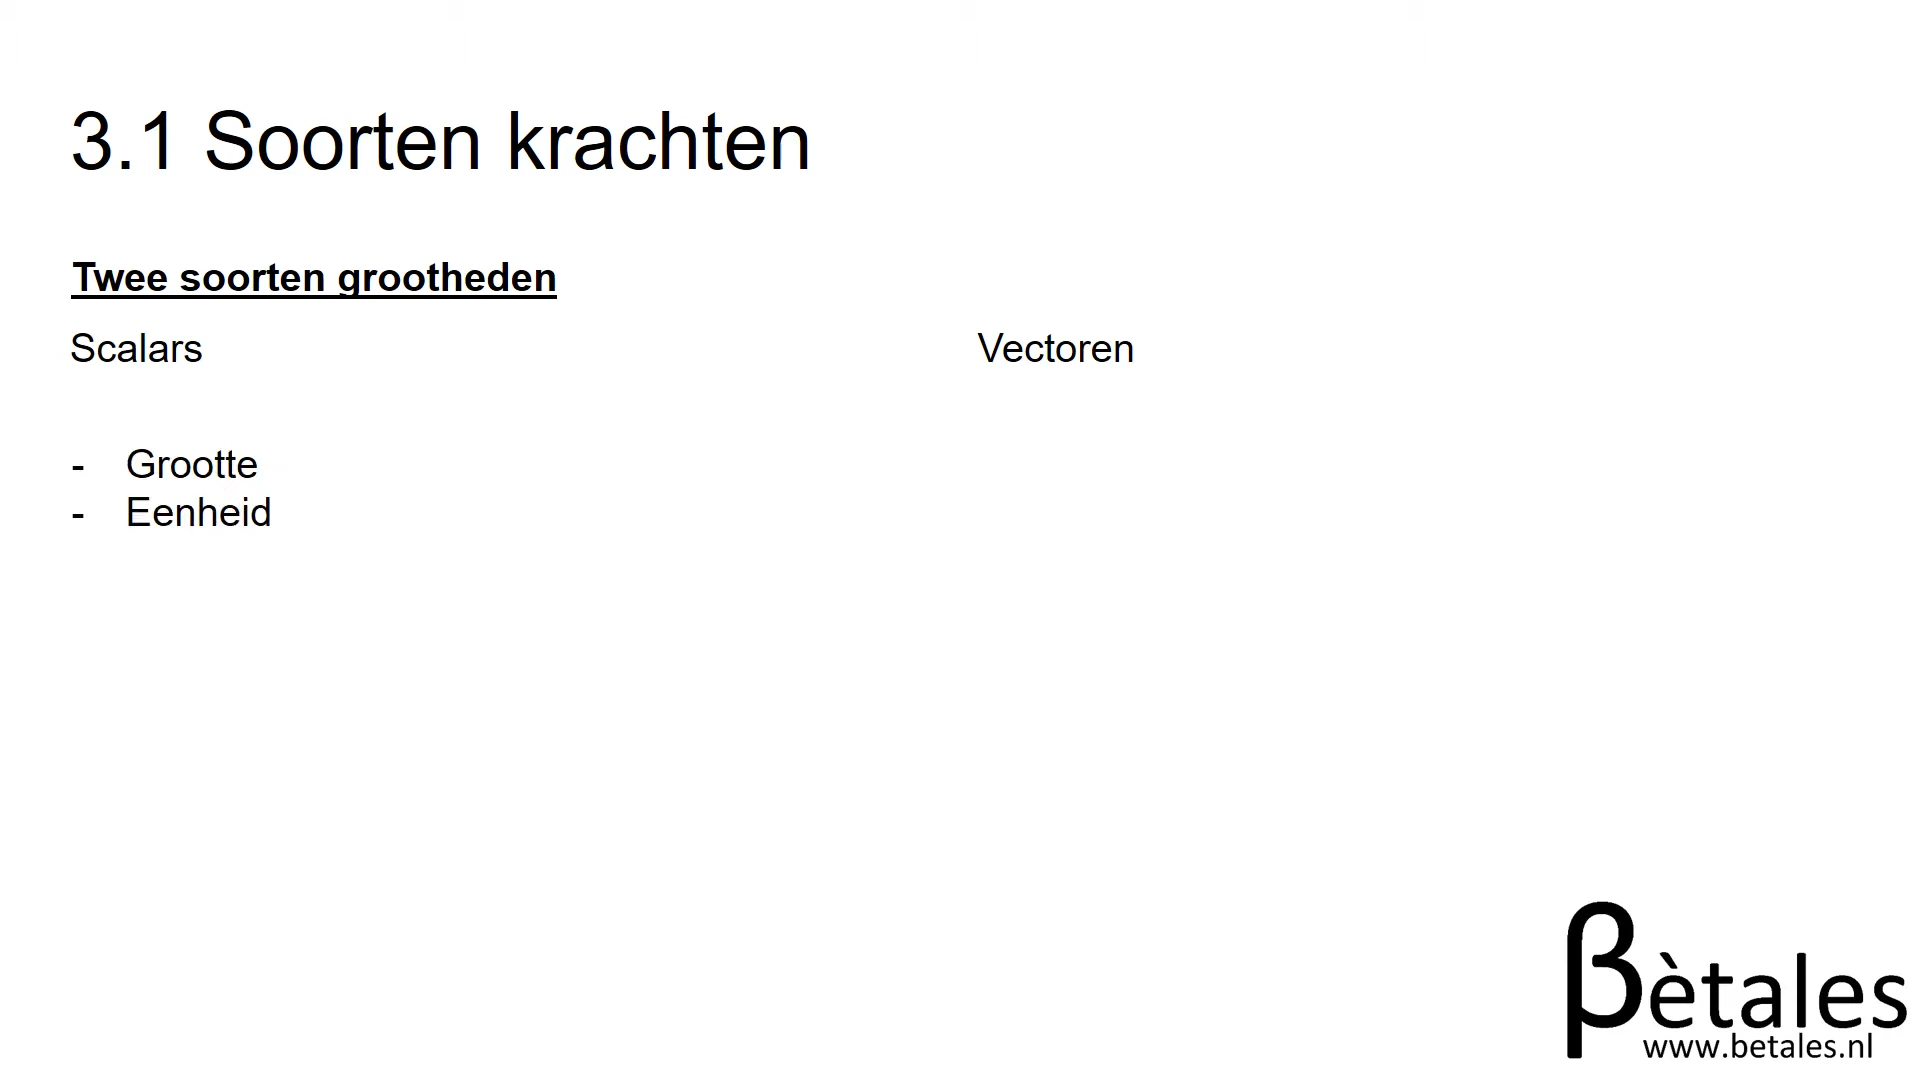 3.1 Soorten krachten
Twee soorten grootheden
Scalars
Vectoren
- Grootte
- Eenheid
βètales
www.betales.nl